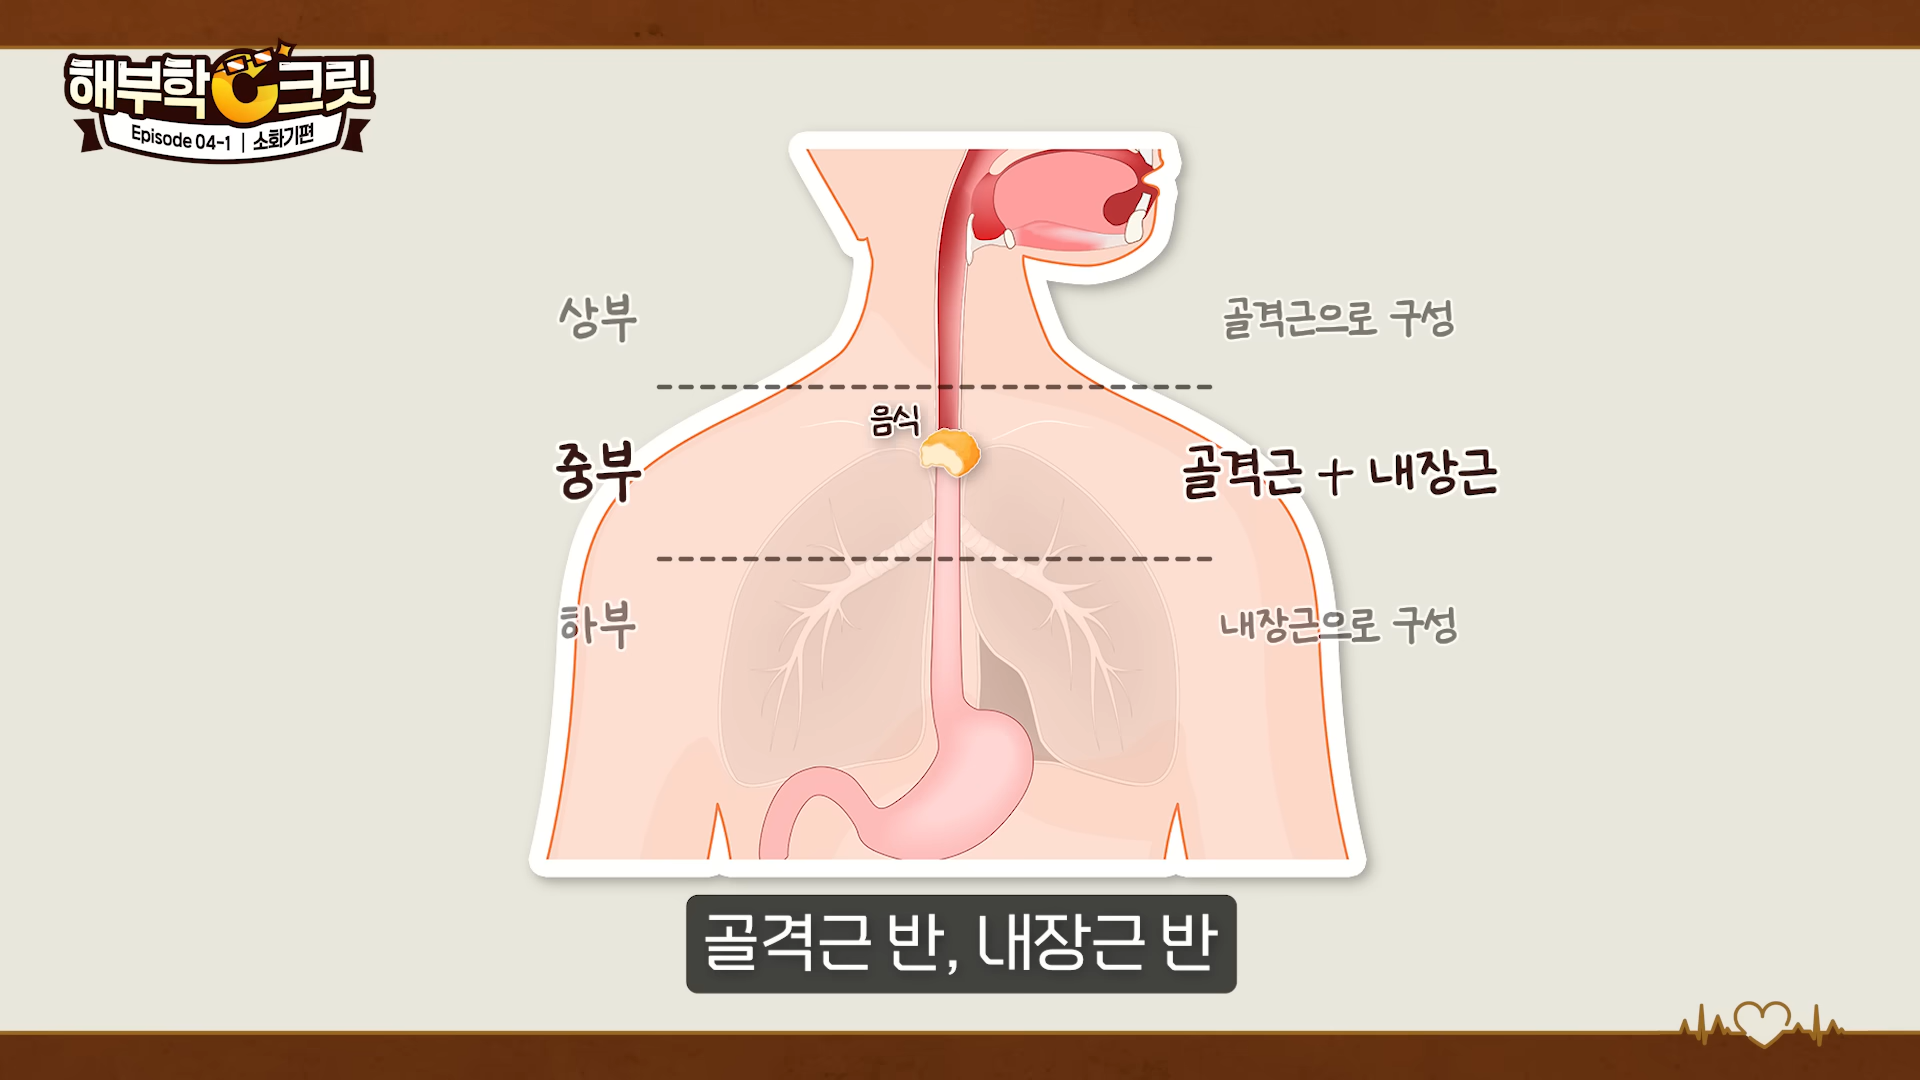 해부학 C크릿
Episode 04-1 | 소화기편
상부
골격근으로 구성
음식
중부
골격근 + 내장근
하부
내장근으로 구성
골격근 반, 내장근 반